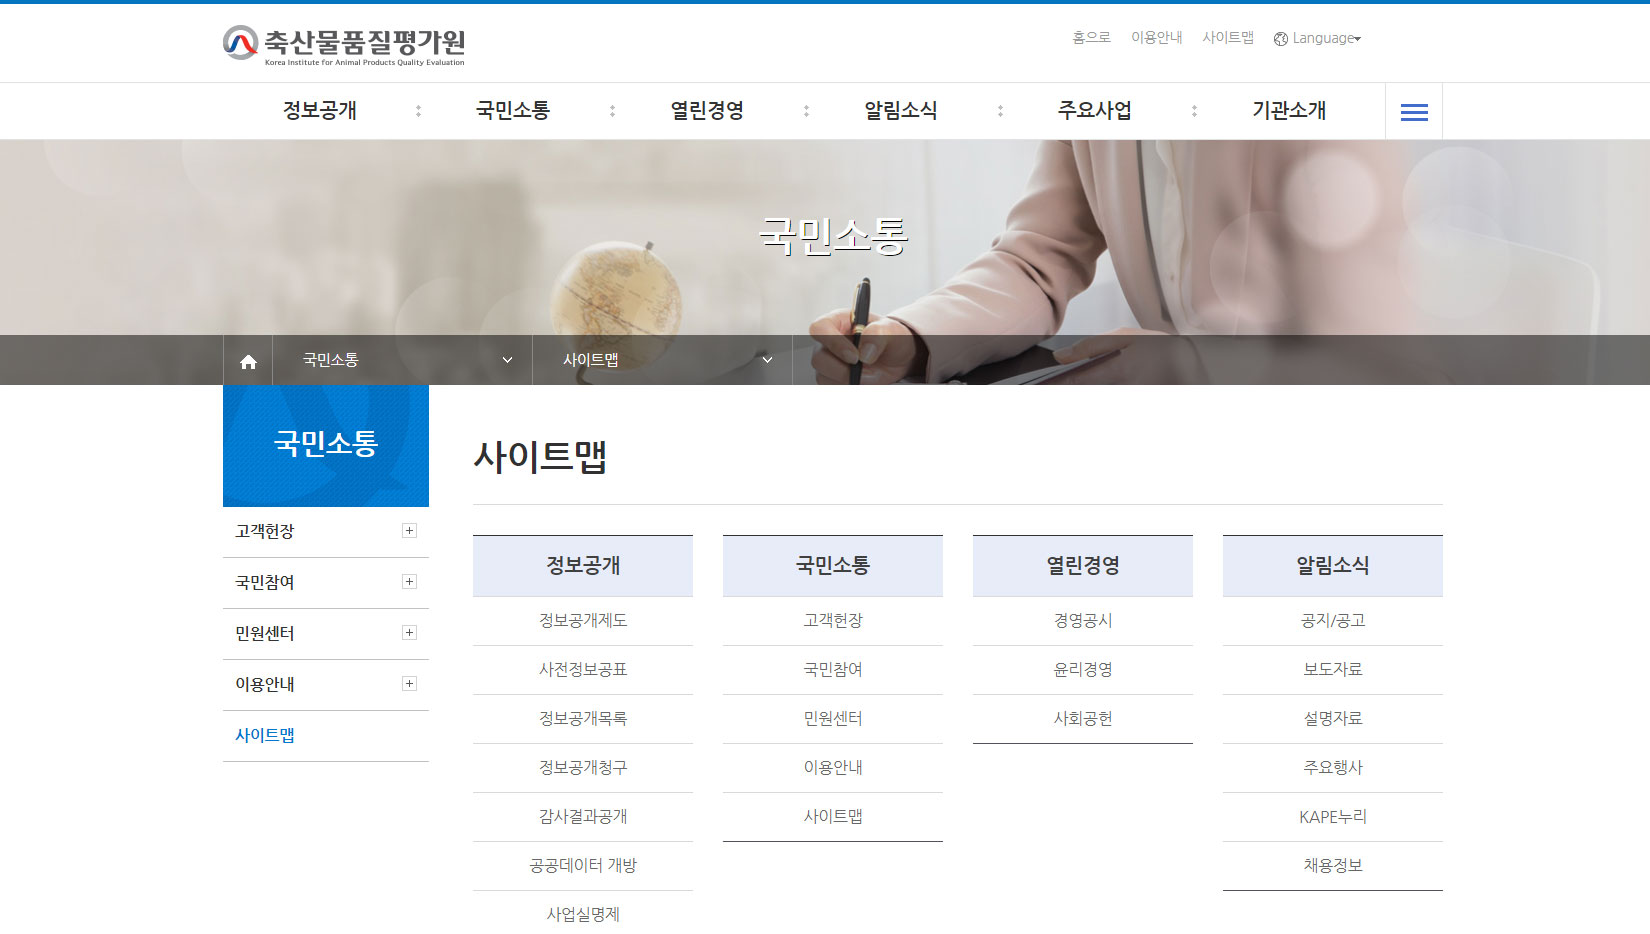 축산물품질평가원
Korea Institute for Animal Products Quality Evaluation
홈으로 이용안내 사이트맵 Language
정보공개 국민소통 열린경영 알림소식 주요사업 기관소개
국민소통
국민소통 사이트맵
국민소통
고객헌장
국민참여
민원센터
이용안내
사이트맵
사이트맵
정보공개
정보공개제도
사전정보공표
정보공개목록
정보공개청구
감사결과공개
공공데이터 개방
사업실명제
국민소통
고객헌장
국민참여
민원센터
이용안내
사이트맵
열린경영
경영공시
윤리경영
사회공헌
알림소식
공지/공고
보도자료
설명자료
주요행사
KAPE누리
채용정보